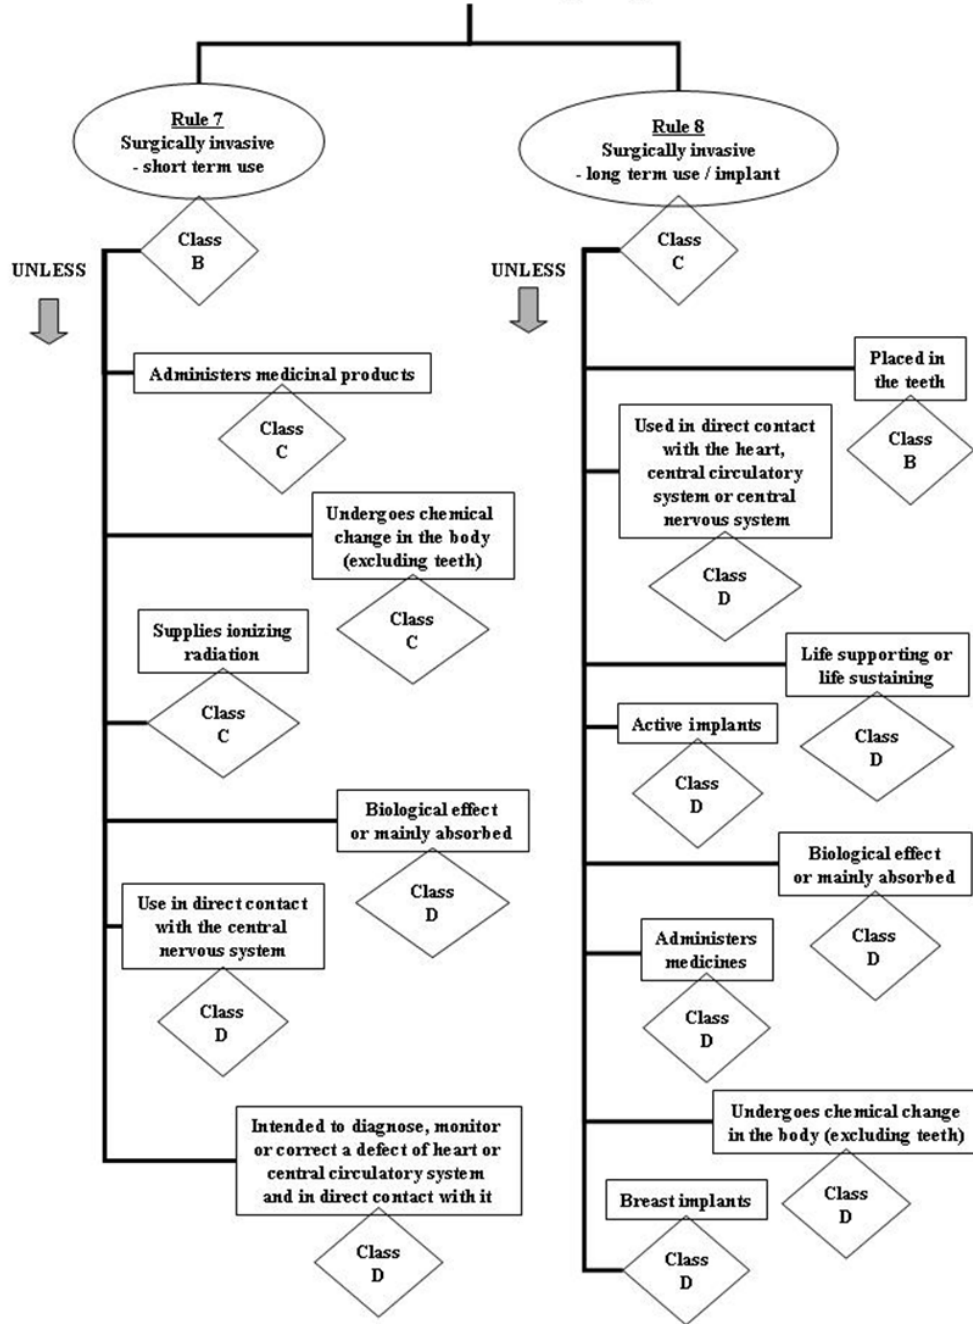 Rule 7
Surgically invasive
- short term use
Class
B
UNLESS
Administers medicinal products
Class
C
Undergoes chemical
change in the body
(excluding teeth)
Class
C
Supplies ionizing
radiation
Class
C
Biological effect
or mainly absorbed
Class
D
Use in direct contact
with the central
nervous system
Class
D
Intended to diagnose, monitor
or correct a defect of heart or
central circulatory system
and in direct contact with it
Class
D
Rule 8
Surgically invasive
- long term use / implant
Class
C
UNLESS
Placed in
the teeth
Class
B
Used in direct contact
with the heart,
central circulatory
system or central
nervous system
Class
D
Life supporting or
life sustaining
Class
D
Active implants
Class
D
Biological effect
or mainly absorbed
Class
D
Administers
medicines
Class
D
Undergoes chemical change
in the body (excluding teeth)
Class
D
Breast implants
Class
D